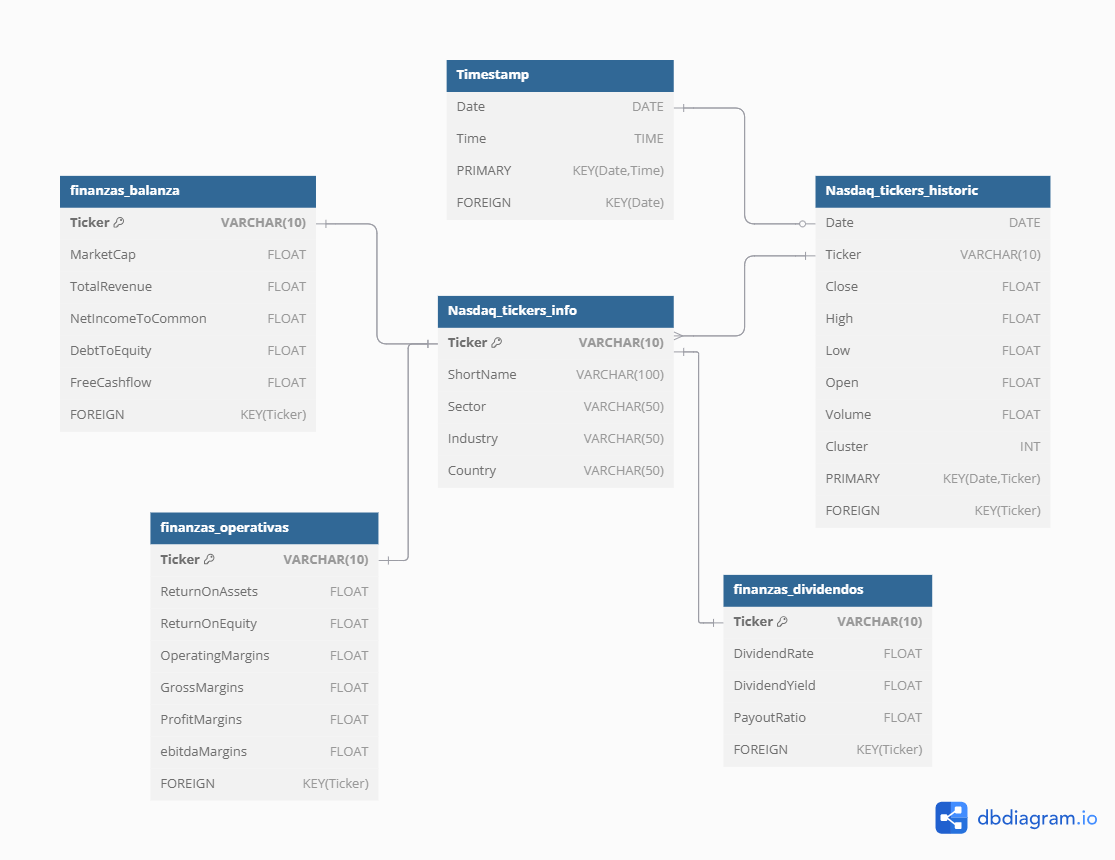 Timestamp
Date DATE
Time TIME
PRIMARY KEY(Date,Time)
FOREIGN KEY(Date)
finanzas_balanza
Ticker VARCHAR(10)
MarketCap FLOAT
TotalRevenue FLOAT
NetIncomeToCommon FLOAT
DebtToEquity FLOAT
FreeCashflow FLOAT
FOREIGN KEY(Ticker)
Nasdaq_tickers_historic
Date DATE
Ticker VARCHAR(10)
Close FLOAT
High FLOAT
Low FLOAT
Open FLOAT
Volume FLOAT
Cluster INT
PRIMARY KEY(Date,Ticker)
FOREIGN KEY(Ticker)
Nasdaq_tickers_info
Ticker VARCHAR(10)
ShortName VARCHAR(100)
Sector VARCHAR(50)
Industry VARCHAR(50)
Country VARCHAR(50)
finanzas_operativas
Ticker VARCHAR(10)
ReturnOnAssets FLOAT
ReturnOnEquity FLOAT
OperatingMargins FLOAT
GrossMargins FLOAT
ProfitMargins FLOAT
ebitdaMargins FLOAT
FOREIGN KEY(Ticker)
finanzas_dividendos
Ticker VARCHAR(10)
DividendRate FLOAT
DividendYield FLOAT
PayoutRatio FLOAT
FOREIGN KEY(Ticker)
dbdiagram.io